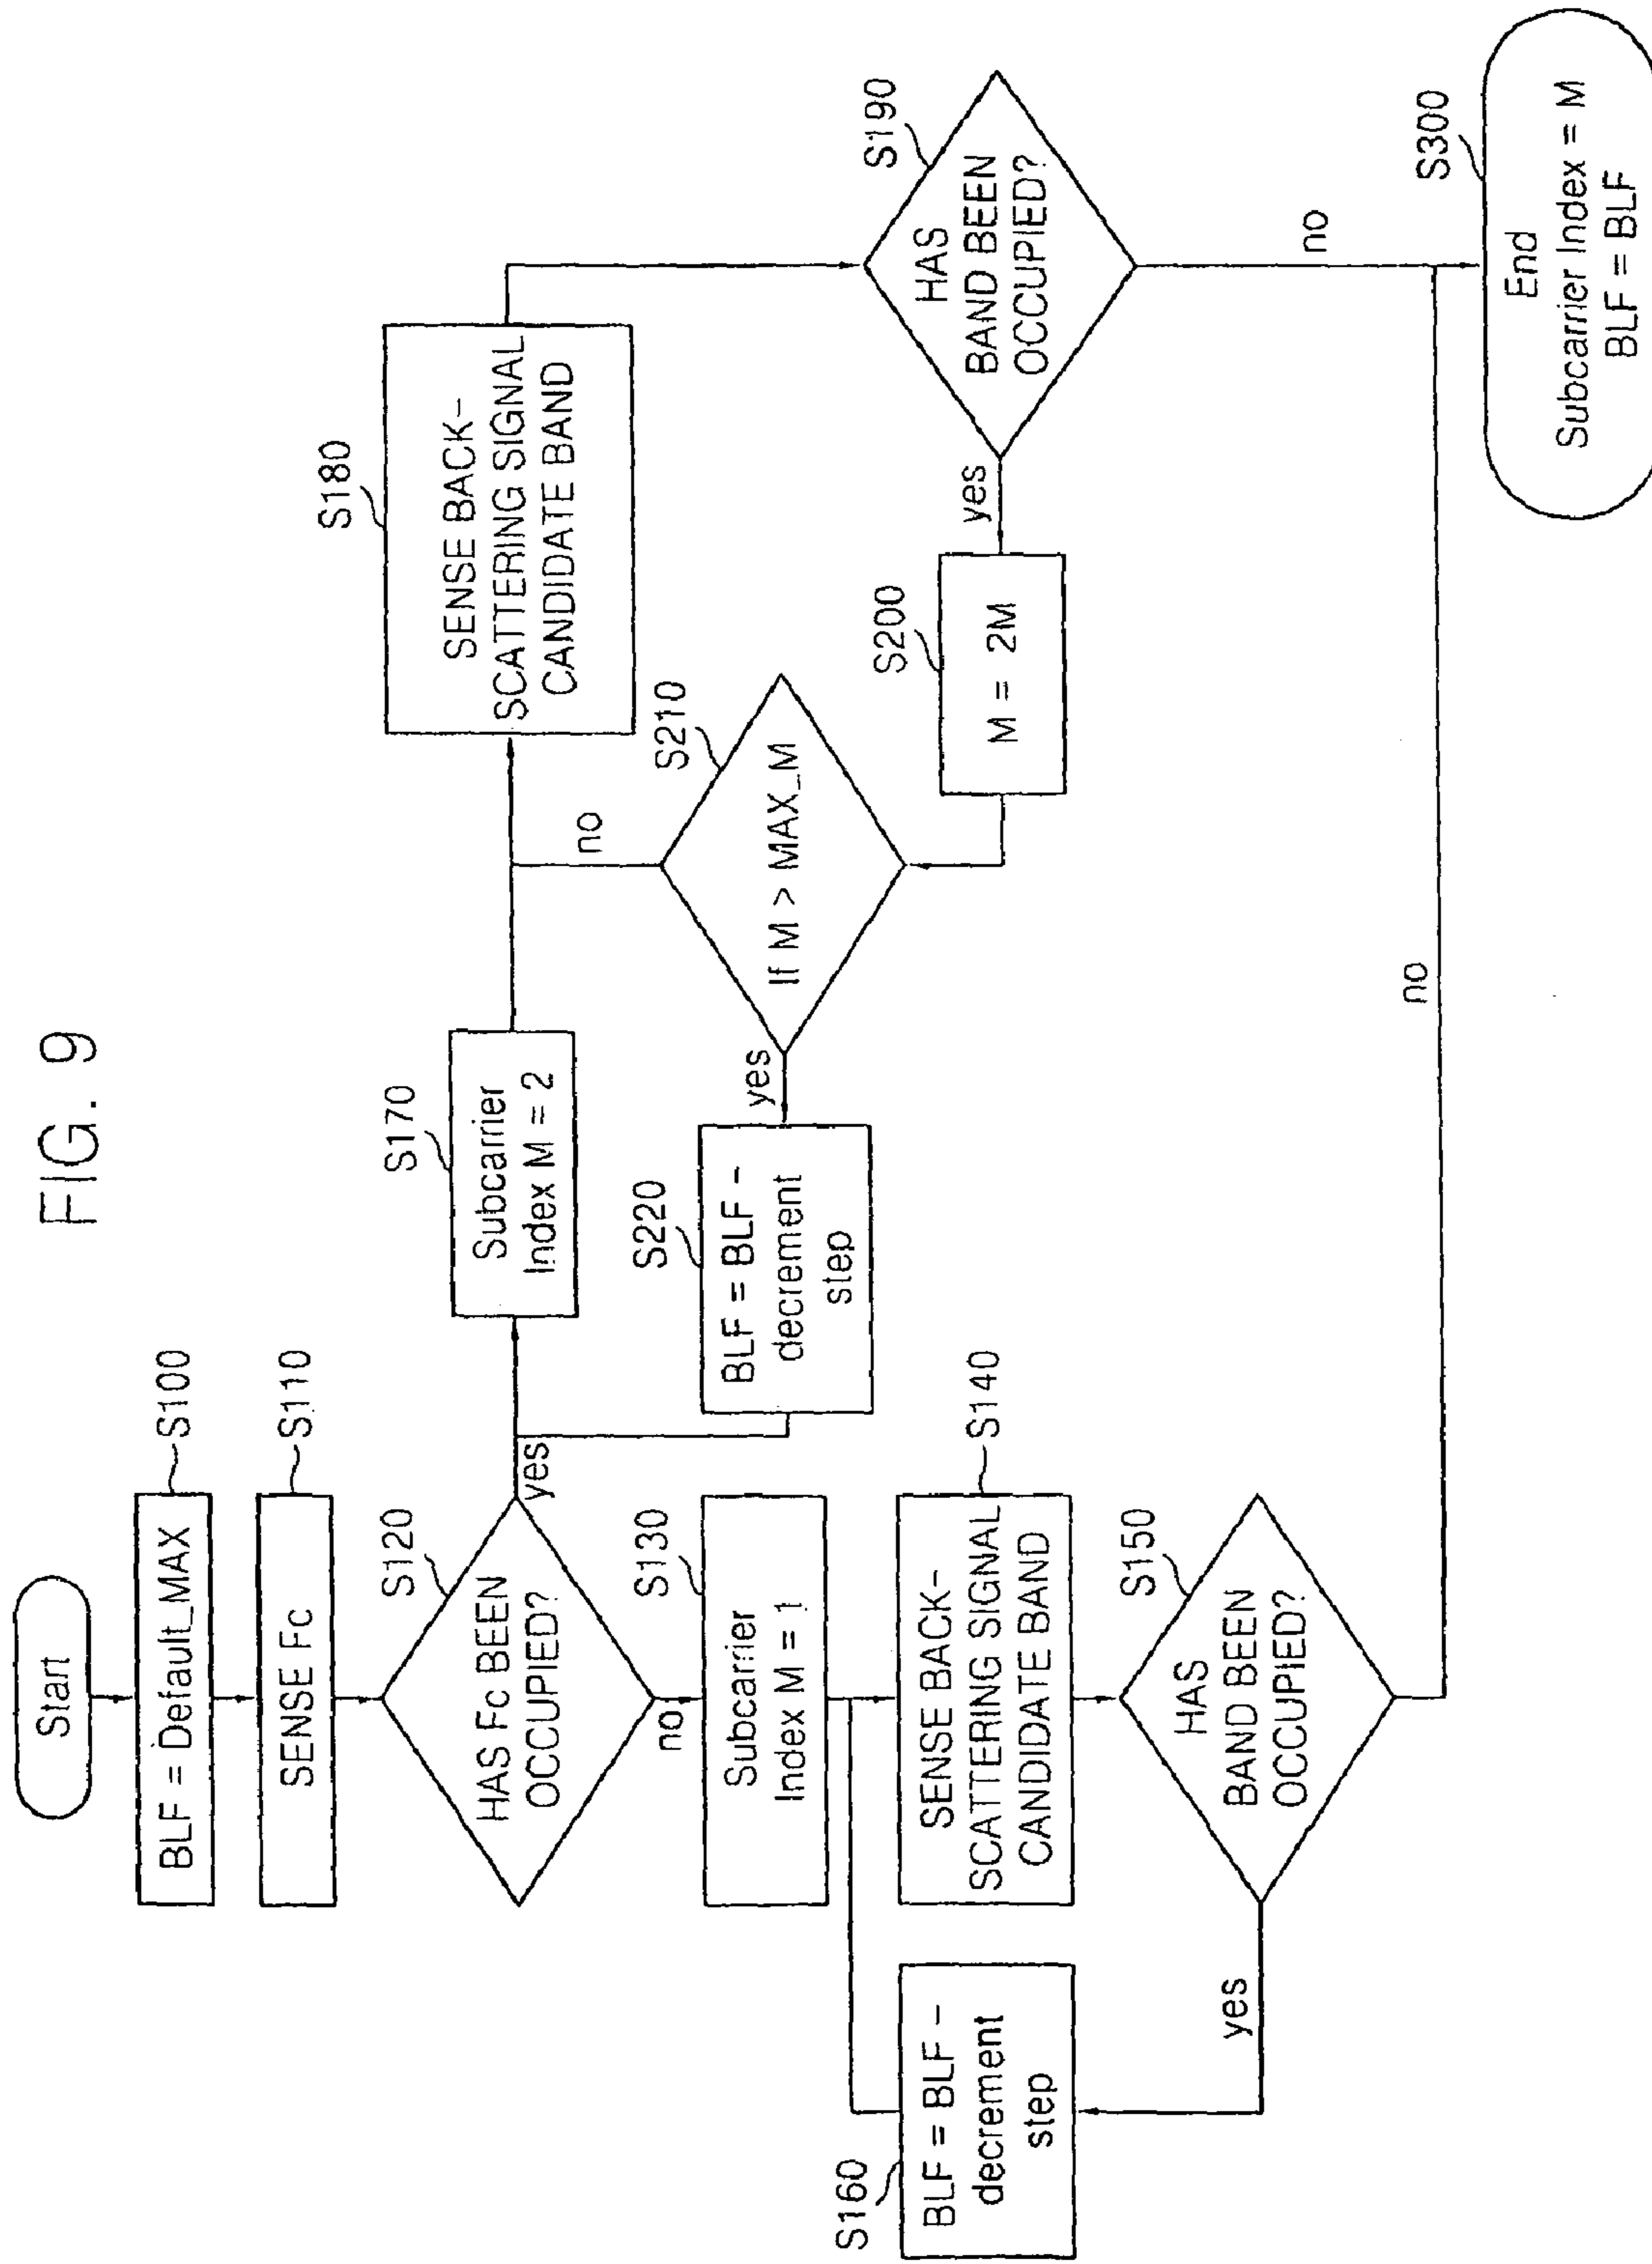 FIG. 9
Start
BLF = Default_MAX
S100
SENSE Fc
S110
HAS Fc BEEN
OCCUPIED?
S120
yes
no
Subcarrier
Index M = 1
S130
SENSE BACK-
SCATTERING SIGNAL
CANDIDATE BAND
S140
HAS
BAND BEEN
OCCUPIED?
S150
yes
no
BLF = BLF -
decrement
step
S160
Subcarrier
Index M = 2
S170
SENSE BACK-
SCATTERING SIGNAL
CANDIDATE BAND
S180
HAS
BAND BEEN
OCCUPIED?
S190
yes
no
M = 2M
S200
If M > MAX_M
S210
no
yes
BLF = BLF -
decrement
step
S220
S300
End
Subcarrier Index = M
BLF = BLF